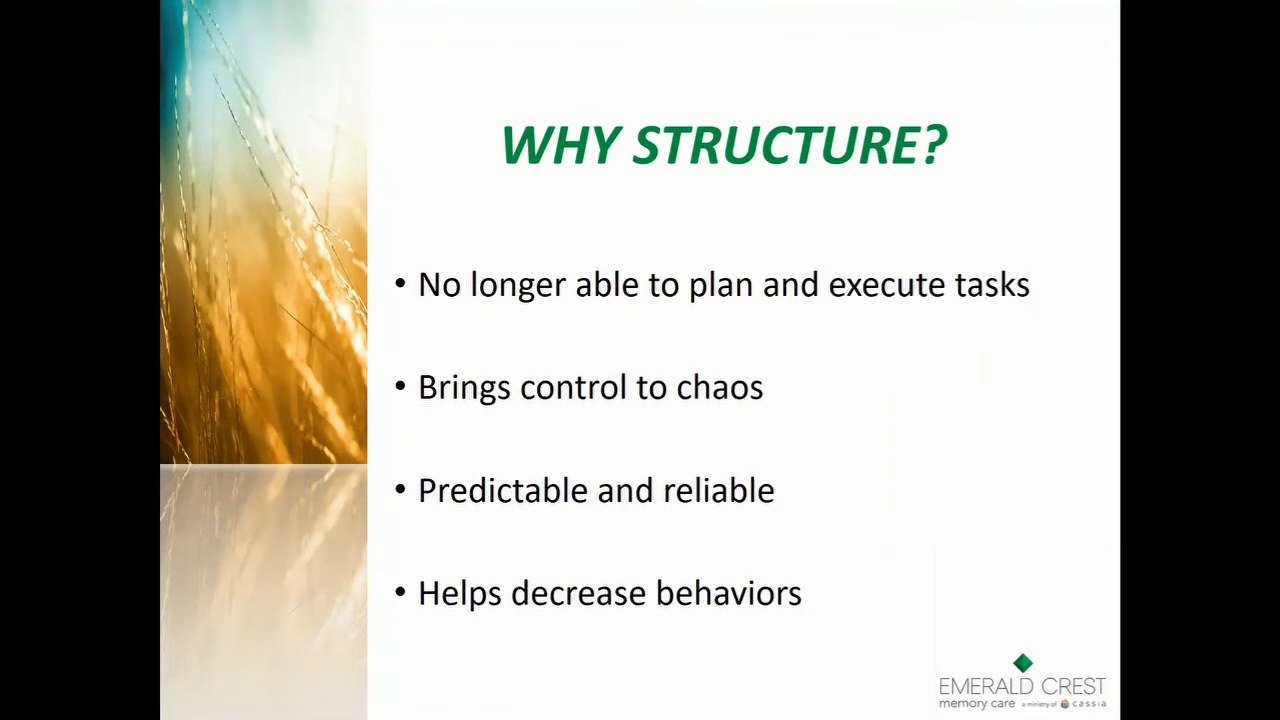 WHY STRUCTURE?
• No longer able to plan and execute tasks
• Brings control to chaos
• Predictable and reliable
• Helps decrease behaviors
EMERALD CREST
memory care a ministry of cassia